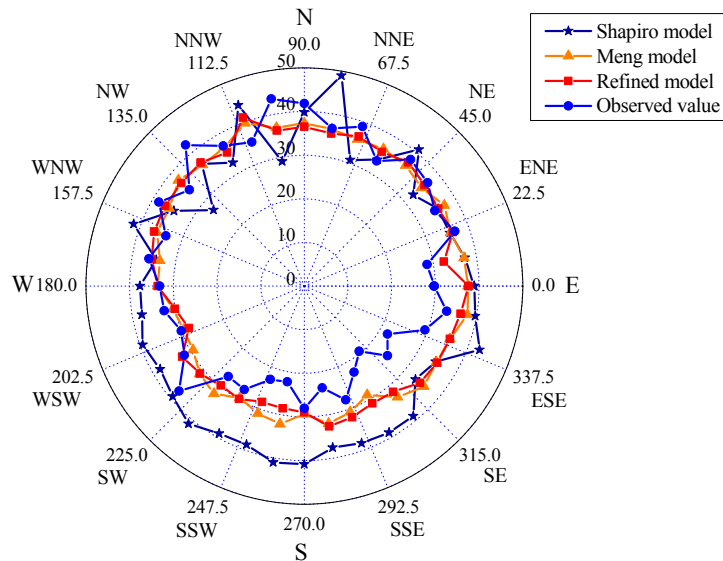 N
90.0
NNE
67.5
NE
45.0
ENE
22.5
0.0 E
337.5
ESE
315.0
SE
292.5
SSE
270.0
S
247.5
SSW
225.0
SW
202.5
WSW
W 180.0
WNW
157.5
NW
135.0
NNW
112.5
50
40
30
20
10
0
Shapiro model
Meng model
Refined model
Observed value